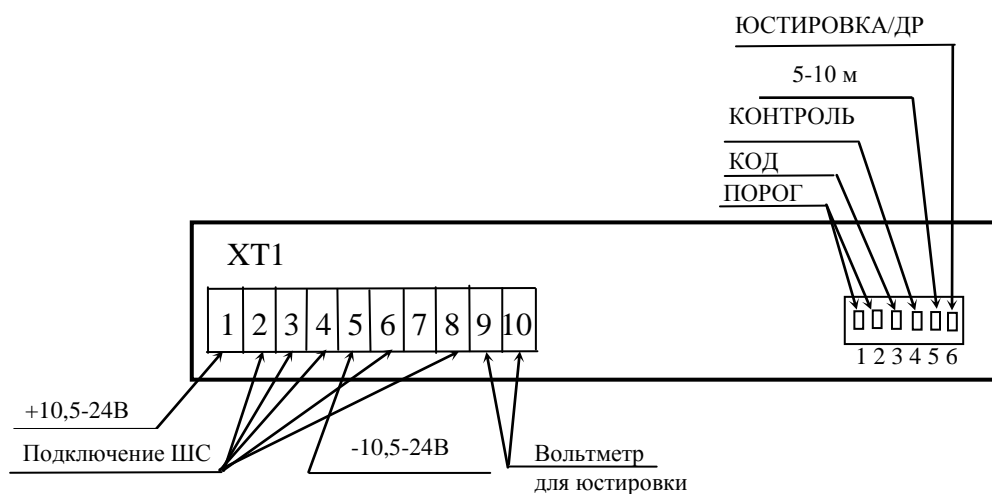 ЮСТИРОВКА/ДР
5-10 м
КОНТРОЛЬ
КОД
ПОРОГ
XT1
1 2 3 4 5 6 7 8 9 10
1 2 3 4 5 6
+10,5-24В
Подключение ШС
-10,5-24В
Вольтметр
для юстировки